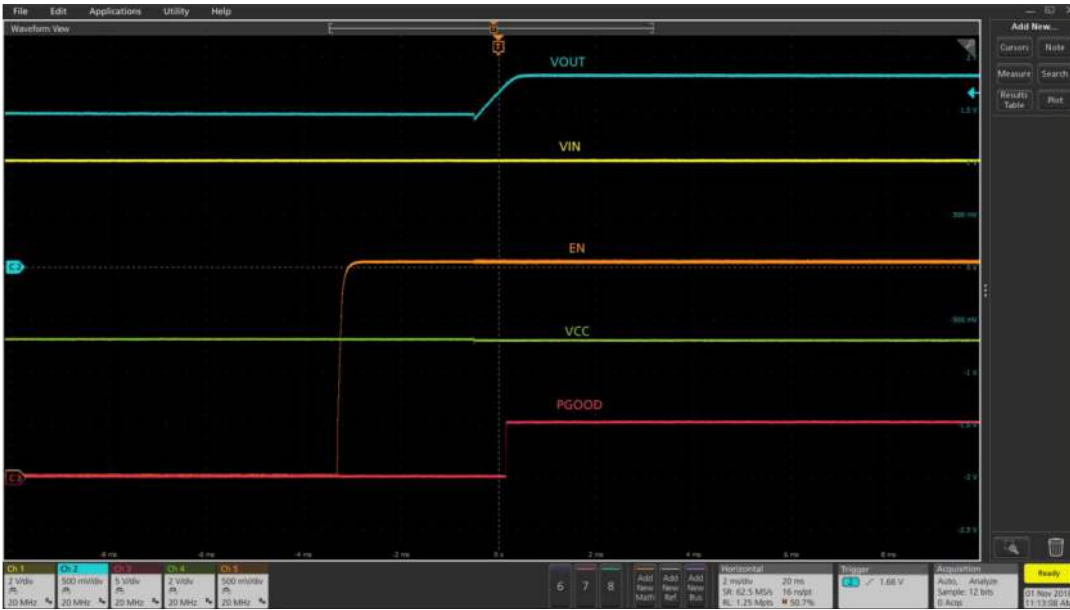 File Edit Applications Utility Help
Waveform View
Add New...
Cursors Note
Measure Search
Results Table Plot
VOUT
1.5 V
VIN
500 mV
EN
0 V
-500 mV
VCC
-1 V
PGOOD
-1.5 V
-2 V
-2.5 V
-8 ms -6 ms -4 ms -2 ms 0 s 2 ms 4 ms 6 ms 8 ms
Ch 1 Ch 2 Ch 3 Ch 4 Ch 5
2 V/div 500 mV/div 5 V/div 2 V/div 500 mV/div
20 MHz 20 MHz 20 MHz 20 MHz 20 MHz
6 7 8
Add New Math Add New Ref Add New Bus
Horizontal
2 ms/div 20 ms
SR: 62.5 MS/s 16 ns/pt
RL: 1.25 Mpts 50.7%
Trigger
1.66 V
Acquisition
Auto, Analyze
Sample: 12 bits
0 Acqs
Ready
01 Nov 2018
11:13:08 AM